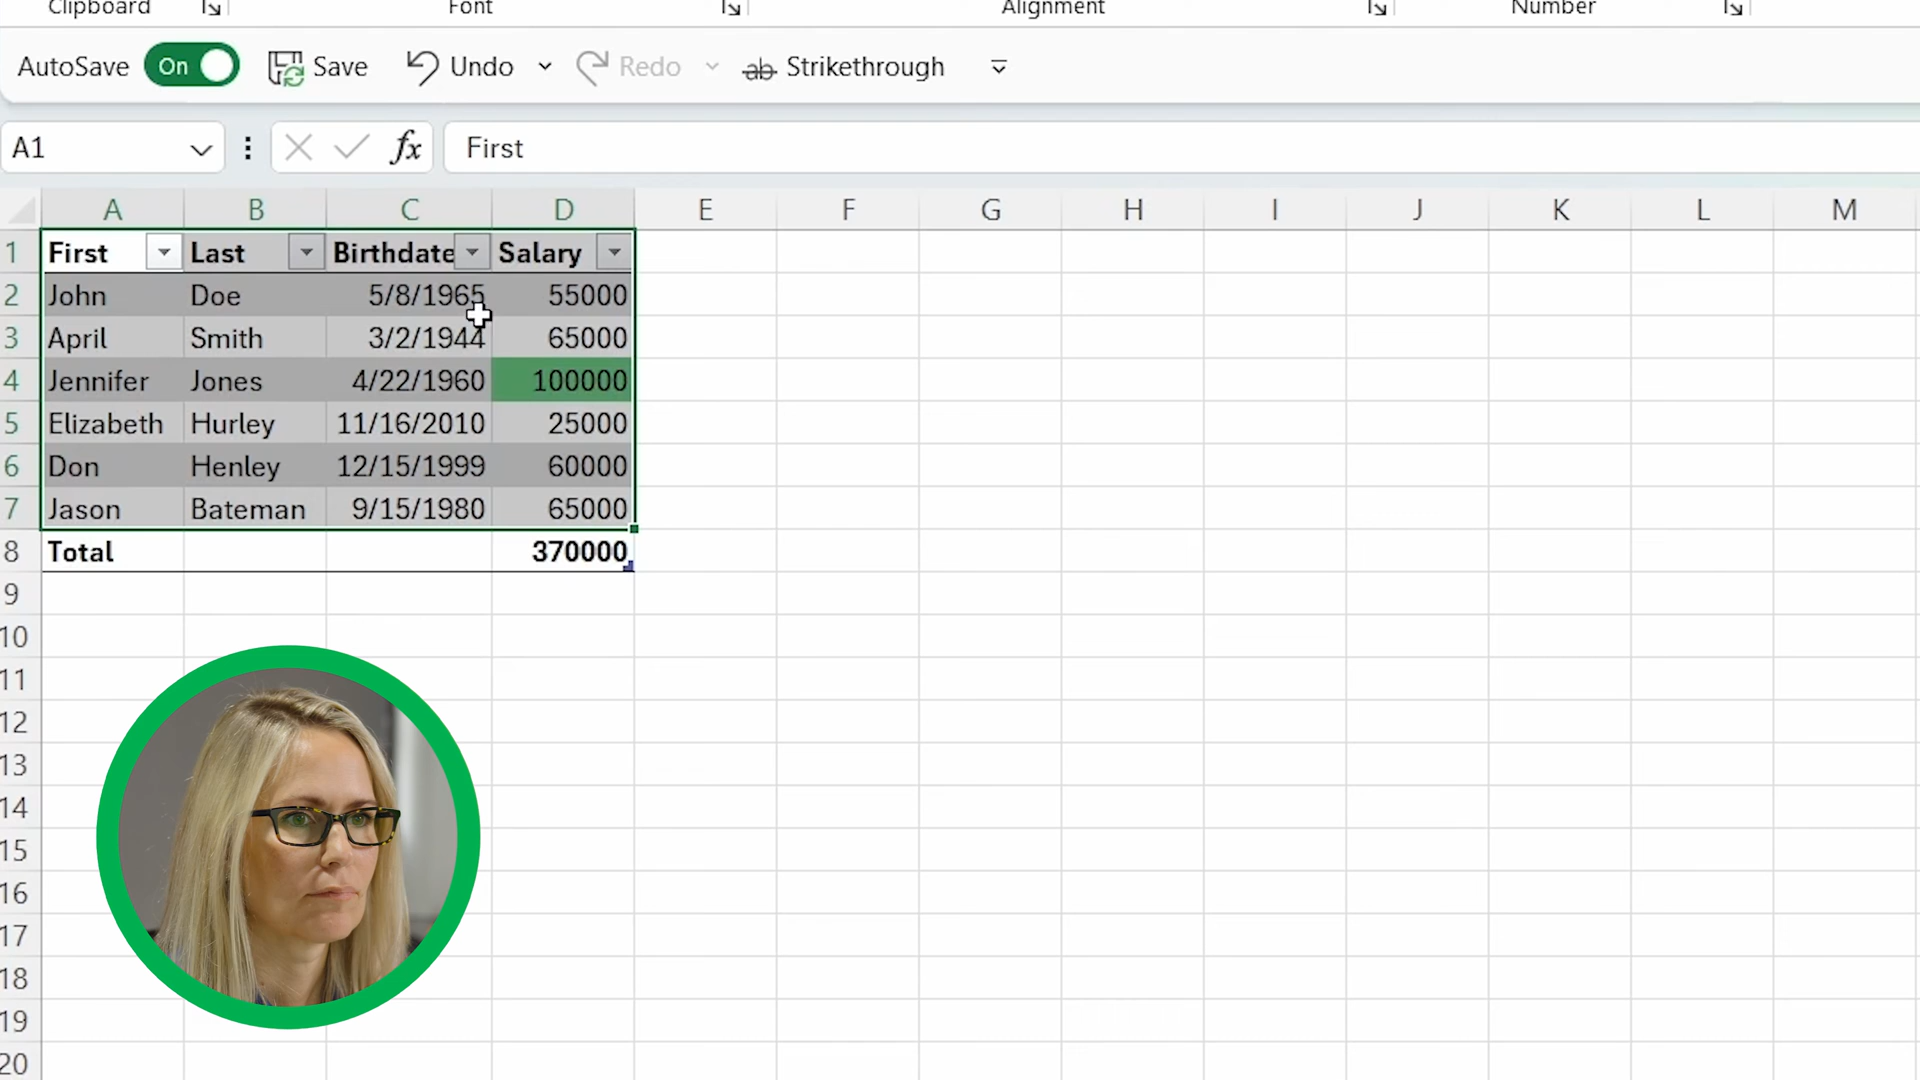 Clipboard Font Alignment Number
AutoSave On Save Undo Redo ab Strikethrough
A1 fx First
A B C D E F G H I J K L M
1 First Last Birthdate Salary
2 John Doe 5/8/1965 55000
3 April Smith 3/2/1944 65000
4 Jennifer Jones 4/22/1960 100000
5 Elizabeth Hurley 11/16/2010 25000
6 Don Henley 12/15/1999 60000
7 Jason Bateman 9/15/1980 65000
8 Total 370000
9
10
11
12
13
14
15
16
17
18
19
20